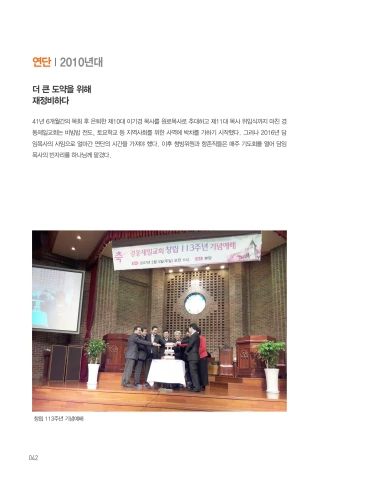 연단 | 2010년대
더 큰 도약을 위해
재정비하다
41년 6개월간의 목회 후 은퇴한 제10대 이기경 목사를 원로목사로 추대하고 제11대 목사 위임식까지 마친 경
동제일교회는 비빔밥 전도, 토요학교 등 지역사회를 위한 사역에 박차를 가하기 시작했다. 그러나 2016년 담
임목사의 사임으로 얼마간 연단의 시간을 가져야 했다. 이후 청빙위원과 항존직들은 매주 기도회를 열어 담임
목사의 빈자리를 하나님께 맡겼다.
축 경동제일교회 창립 113주년 기념예배
창립 113주년 기념예배
042